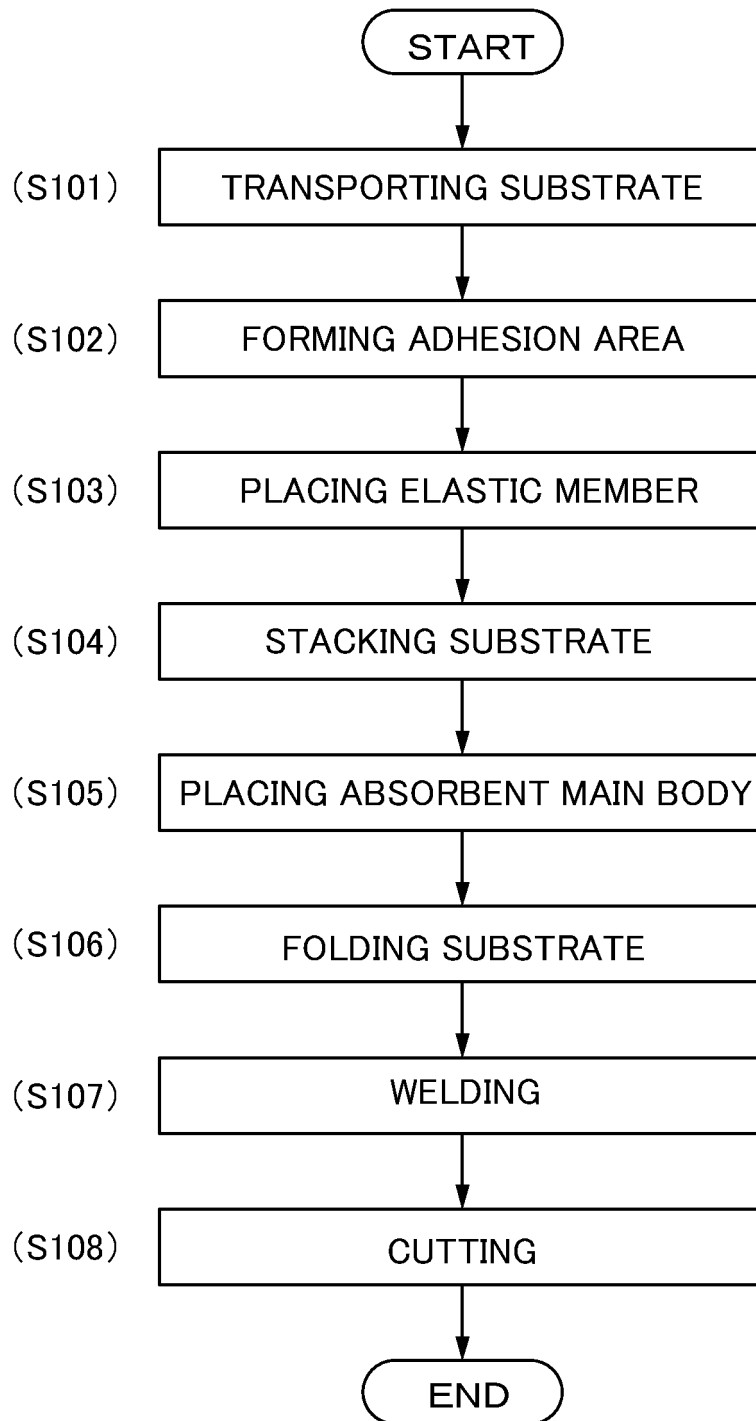 START
(S101) TRANSPORTING SUBSTRATE
(S102) FORMING ADHESION AREA
(S103) PLACING ELASTIC MEMBER
(S104) STACKING SUBSTRATE
(S105) PLACING ABSORBENT MAIN BODY
(S106) FOLDING SUBSTRATE
(S107) WELDING
(S108) CUTTING
END